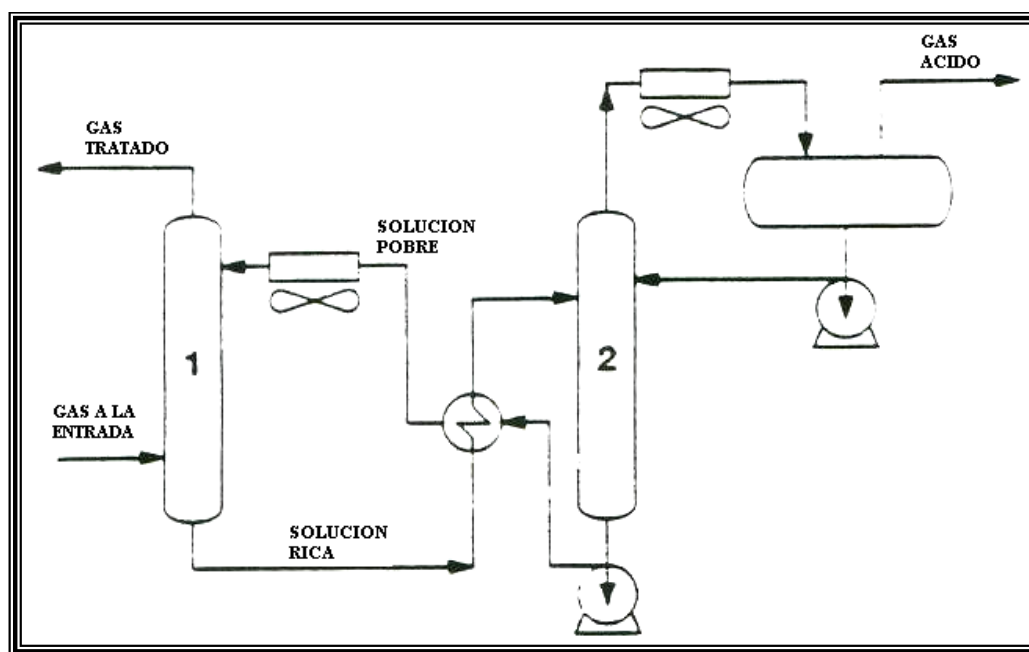 GAS
ACIDO
GAS
TRATADO
SOLUCION
POBRE
1
2
GAS A LA
ENTRADA
SOLUCION
RICA